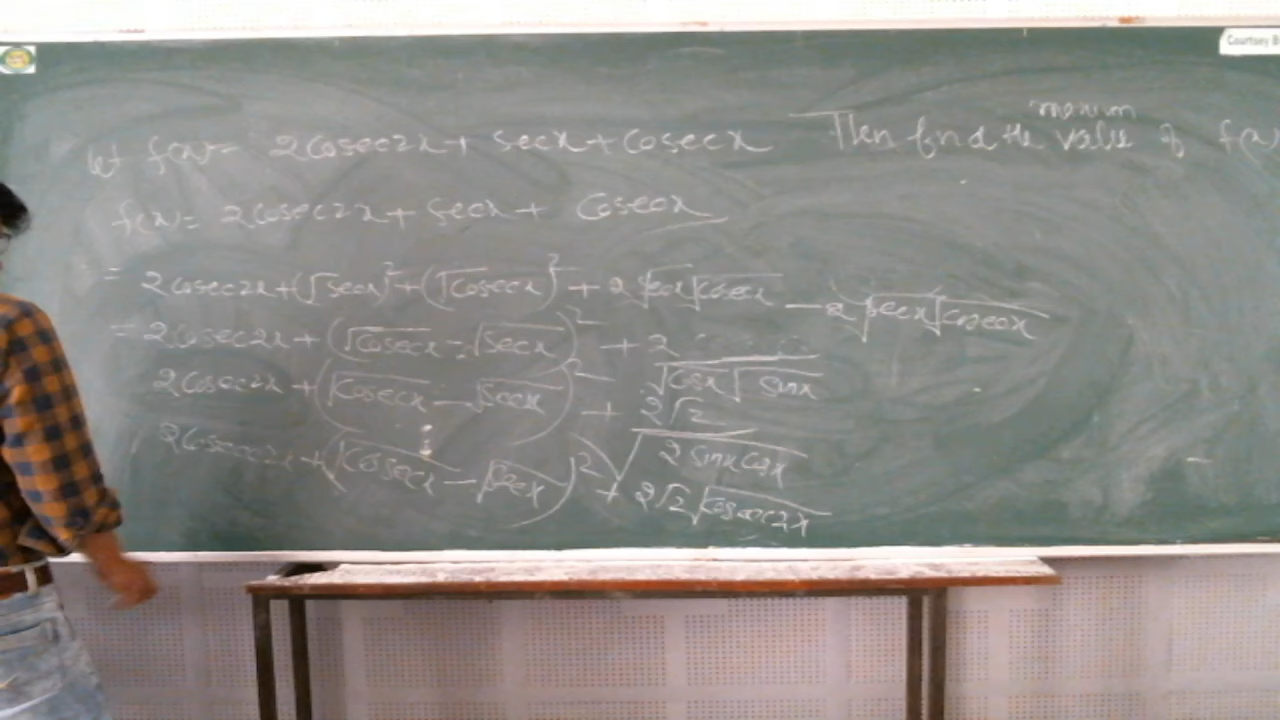 Courtsey B
let f(x) = 2cosec2x + secx + cosecx Then find the value of f(x)
f(x) = 2cosec2x + secx + cosecx
= 2cosec2x + (√secx)² + (√cosecx)² + 2√secx√cosecx - 2√secx√cosecx
= 2cosec2x + (√cosecx - √secx)² + 2/√cosx√sinx
2cosec2x + (√cosecx - √secx)² + 2√2/√2sinxcosx
2cosec2x + (√cosecx - √secx)² + 2√2√cosec2x